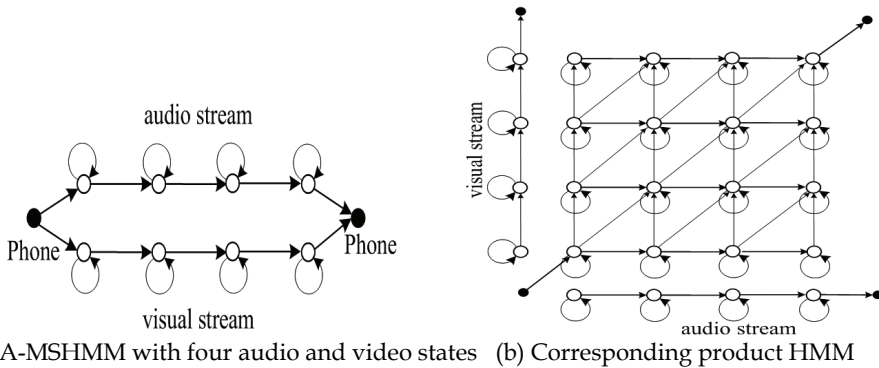 audio stream
Phone
Phone
visual stream
visual stream
audio stream
A-MSHMM with four audio and video states (b) Corresponding product HMM